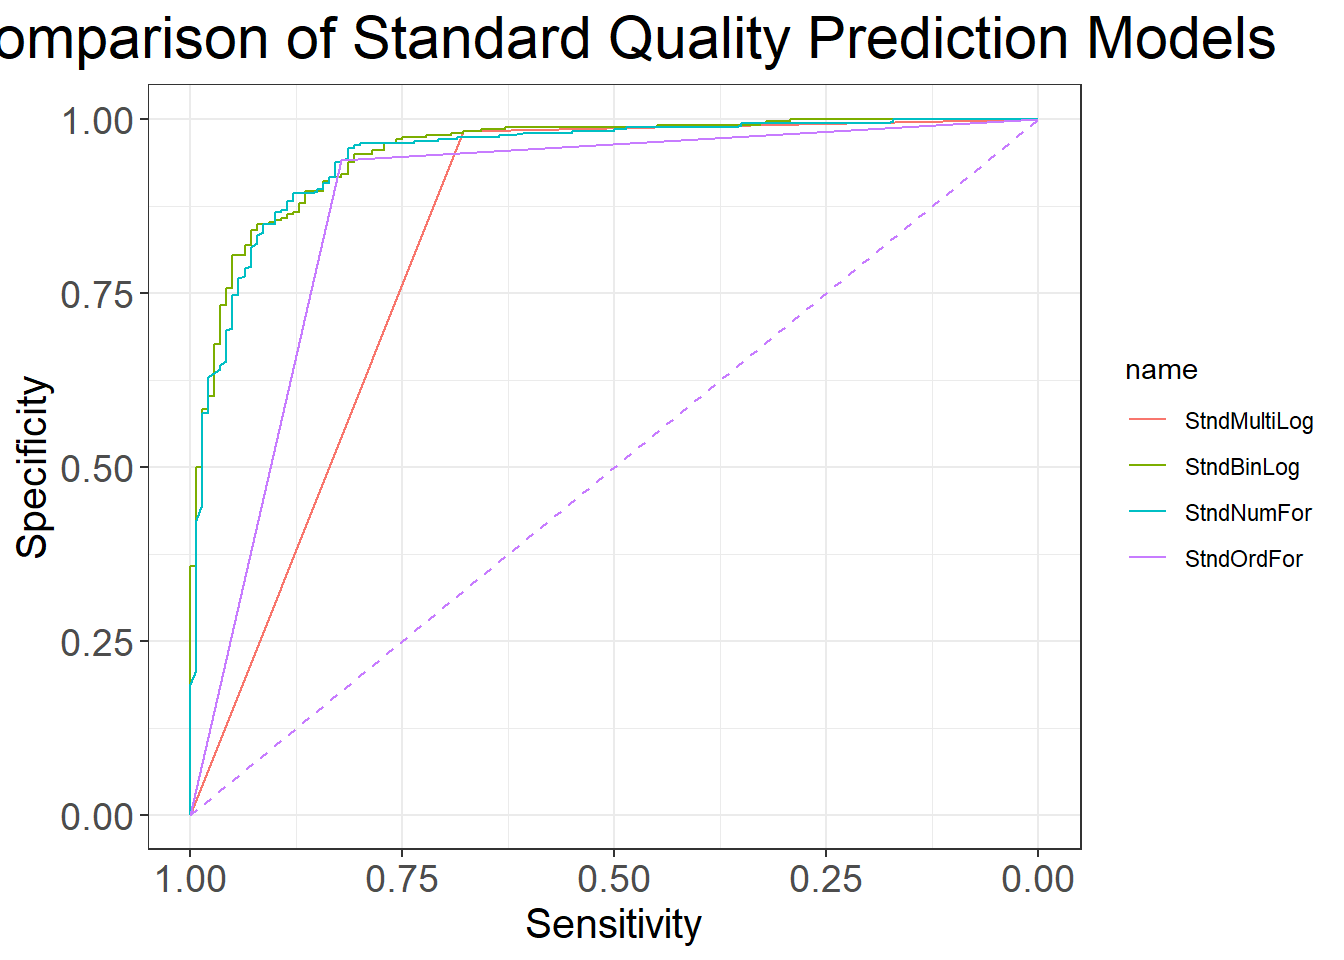 omparison of Standard Quality Prediction Models
1.00
0.75
0.50
0.25
0.00
Specificity
1.00 0.75 0.50 0.25 0.00
Sensitivity
name
StndMultiLog
StndBinLog
StndNumFor
StndOrdFor